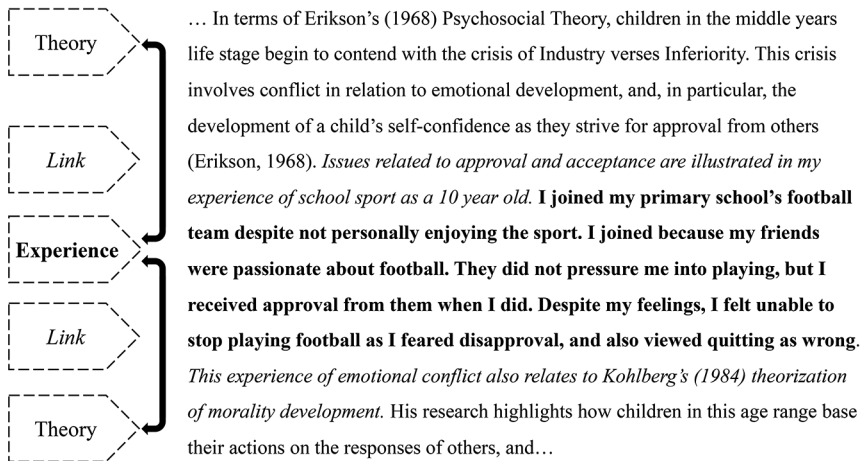 Theory
Link
Experience
Link
Theory
… In terms of Erikson’s (1968) Psychosocial Theory, children in the middle years
life stage begin to contend with the crisis of Industry verses Inferiority. This crisis
involves conflict in relation to emotional development, and, in particular, the
development of a child’s self-confidence as they strive for approval from others
(Erikson, 1968). Issues related to approval and acceptance are illustrated in my
experience of school sport as a 10 year old. I joined my primary school’s football
team despite not personally enjoying the sport. I joined because my friends
were passionate about football. They did not pressure me into playing, but I
received approval from them when I did. Despite my feelings, I felt unable to
stop playing football as I feared disapproval, and also viewed quitting as wrong.
This experience of emotional conflict also relates to Kohlberg’s (1984) theorization
of morality development. His research highlights how children in this age range base
their actions on the responses of others, and…